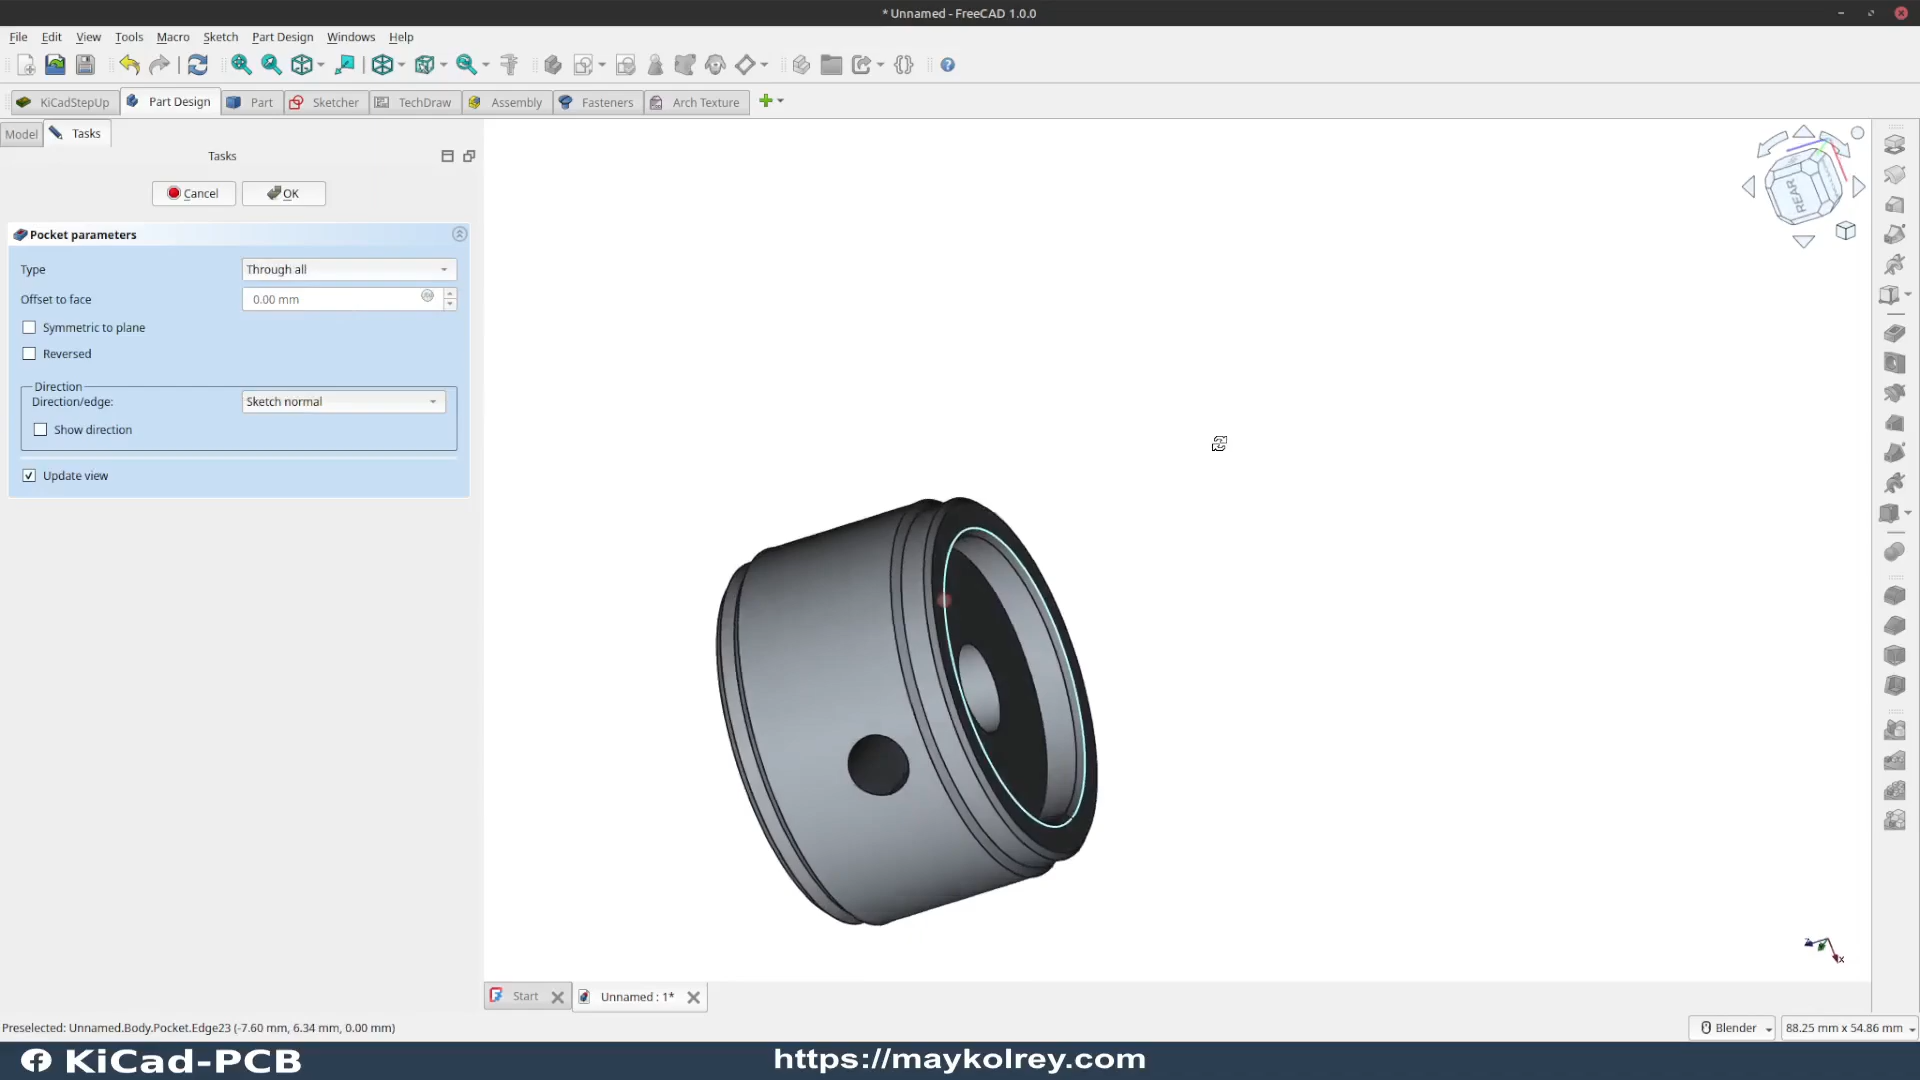 * Unnamed - FreeCAD 1.0.0
File Edit View Tools Macro Sketch Part Design Windows Help
KiCadStepUp Part Design Part Sketcher TechDraw Assembly Fasteners Arch Texture
Model Tasks
Tasks
Cancel OK
Pocket parameters
Type Through all
Offset to face 0.00 mm
Symmetric to plane
Reversed
Direction
Direction/edge: Sketch normal
Show direction
Update view
REAR
x
Start Unnamed : 1*
Preselected: Unnamed.Body.Pocket.Edge23 (-7.60 mm, 6.34 mm, 0.00 mm) Blender 88.25 mm x 54.86 mm
KiCad-PCB https://maykolrey.com